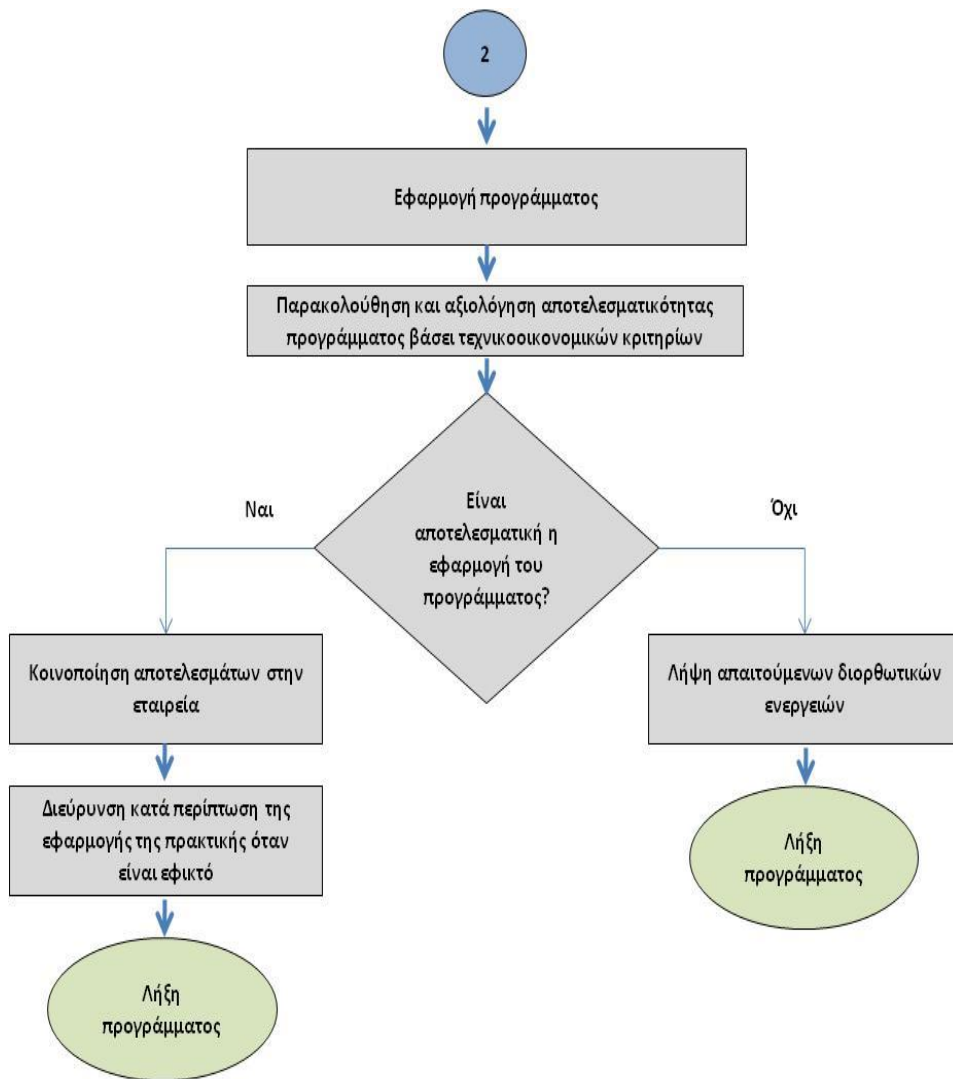 2
Εφαρμογή προγράμματος
Παρακολούθηση και αξιολόγηση αποτελεσματικότητας
προγράμματος βάσει τεχνικοοικονομικών κριτηρίων
Είναι
αποτελεσματική η
εφαρμογή του
προγράμματος?
Ναι
Όχι
Κοινοποίηση αποτελεσμάτων στην
εταιρεία
Διεύρυνση κατά περίπτωση της
εφαρμογής της πρακτικής όταν
είναι εφικτό
Λήξη
προγράμματος
Λήψη απαιτούμενων διορθωτικών
ενεργειών
Λήξη
προγράμματος